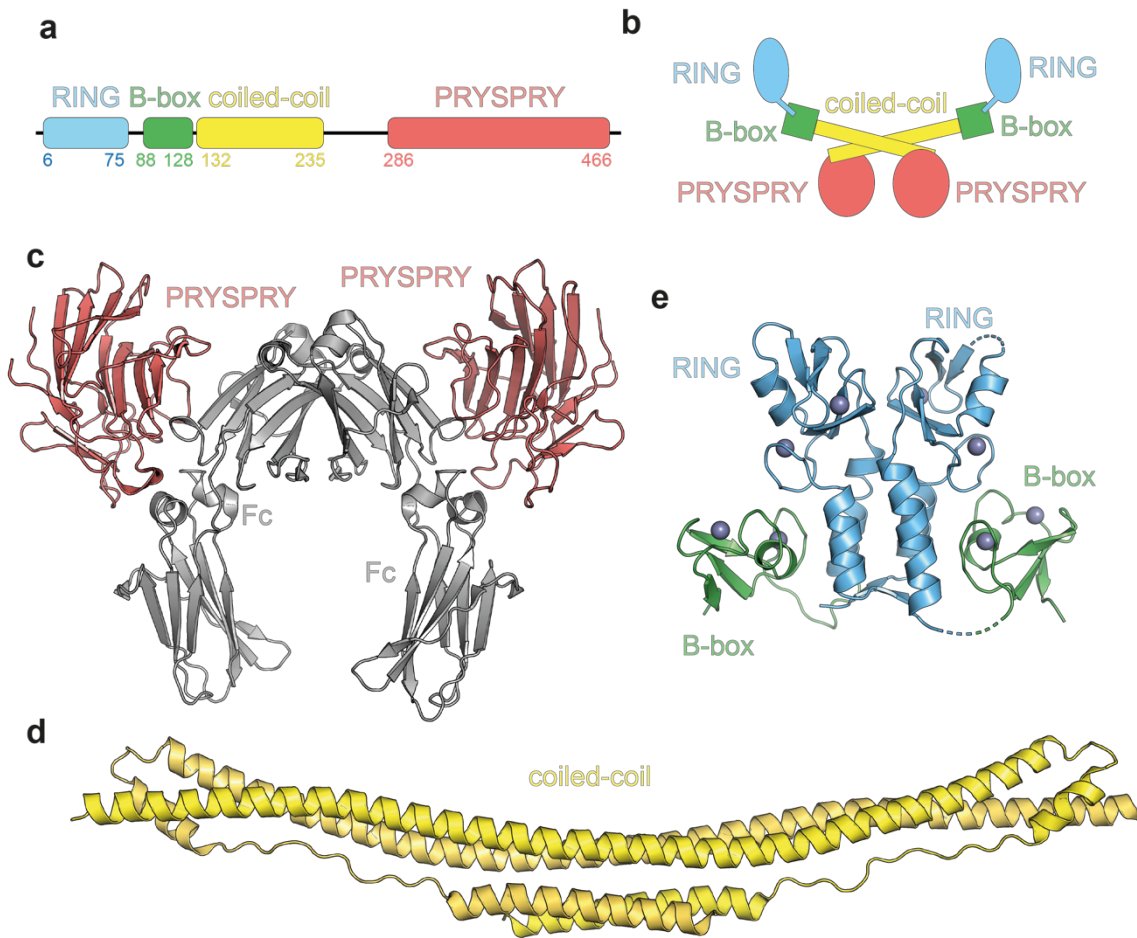 a
RING B-box coiled-coil PRYSPRY
6 75 88 128 132 235 286 466
b
RING RING
coiled-coil
B-box B-box
PRYSPRY PRYSPRY
c
PRYSPRY PRYSPRY
Fc
Fc
e
RING
RING
B-box
B-box
d
coiled-coil